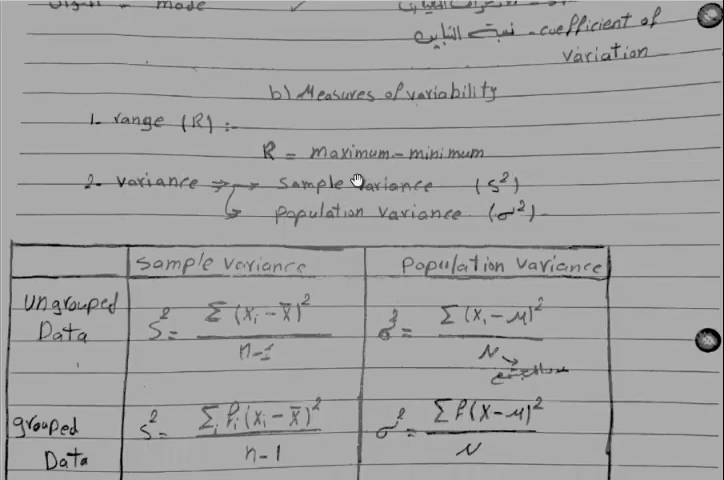 mode
نسبة التباين - coefficient of
variation
b) Measures of variability
1- range (R) :-
R = maximum - minimum
2- variance → → sample variance (S²)
↳ population variance (σ²)
sample variance | population variance
ungrouped Data | S² = Σ(xᵢ - x̄)² / n-1 | σ² = Σ(xᵢ - μ)² / N
grouped Data | S² = Σᵢ fᵢ(xᵢ - x̄)² / n-1 | σ² = Σf(x - μ)² / N